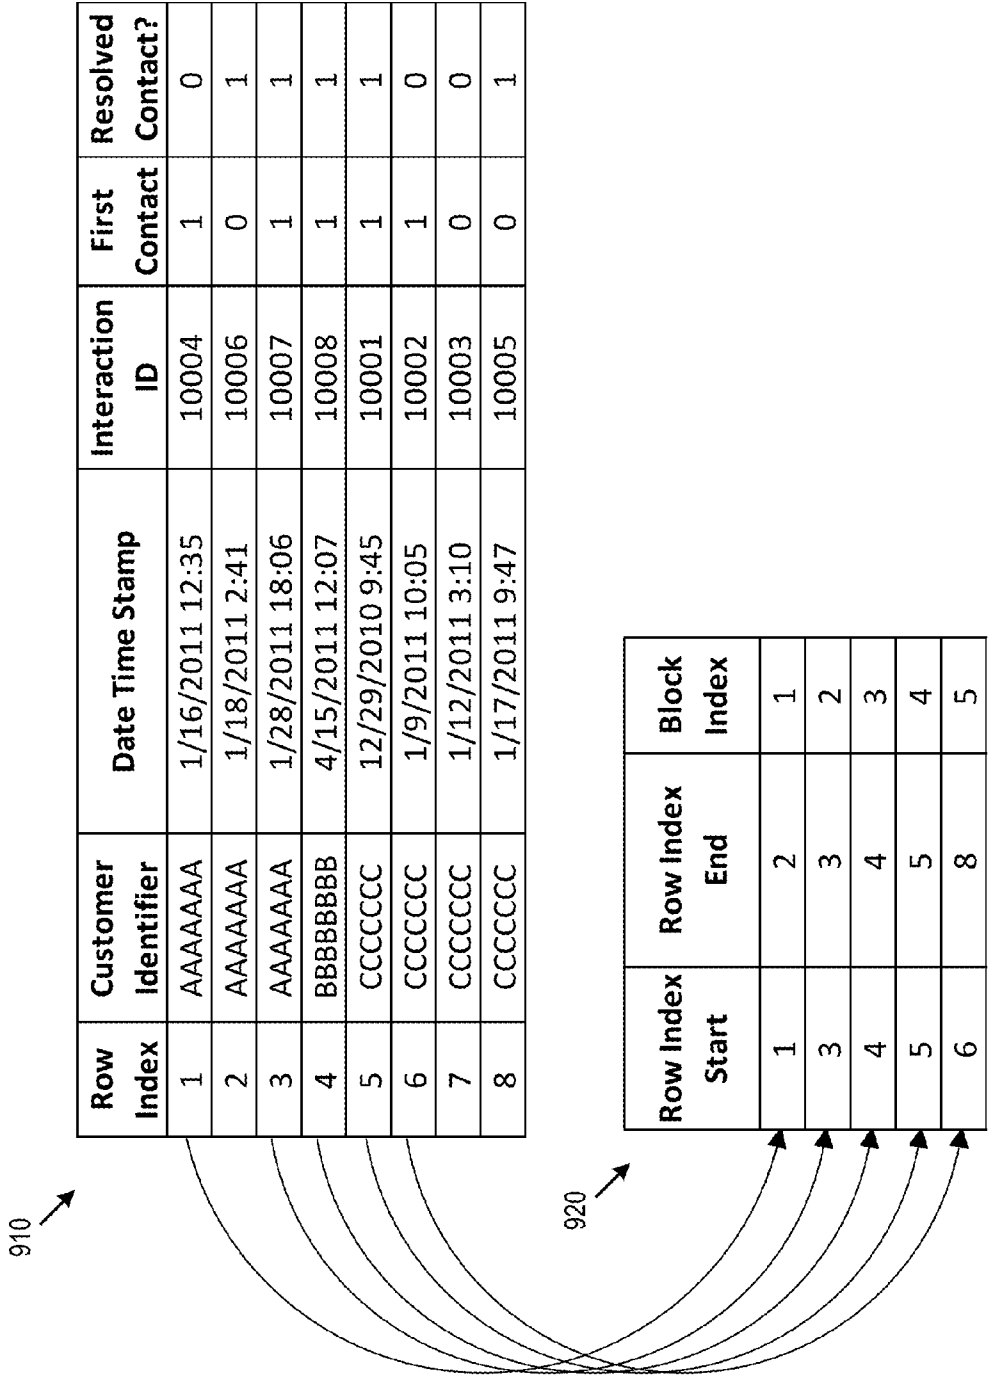 910
Row Index Customer Identifier Date Time Stamp Interaction ID First Contact Resolved Contact?
1 AAAAAAA 1/16/2011 12:35 10004 1 0
2 AAAAAAA 1/18/2011 2:41 10006 0 1
3 AAAAAAA 1/28/2011 18:06 10007 1 1
4 BBBBBBBB 4/15/2011 12:07 10008 1 1
5 CCCCCCC 12/29/2010 9:45 10001 1 1
6 CCCCCCC 1/9/2011 10:05 10002 1 0
7 CCCCCCC 1/12/2011 3:10 10003 0 0
8 CCCCCCC 1/17/2011 9:47 10005 0 1
920
Row Index Start Row Index End Block Index
1 2 1
3 3 2
4 4 3
5 5 4
6 8 5